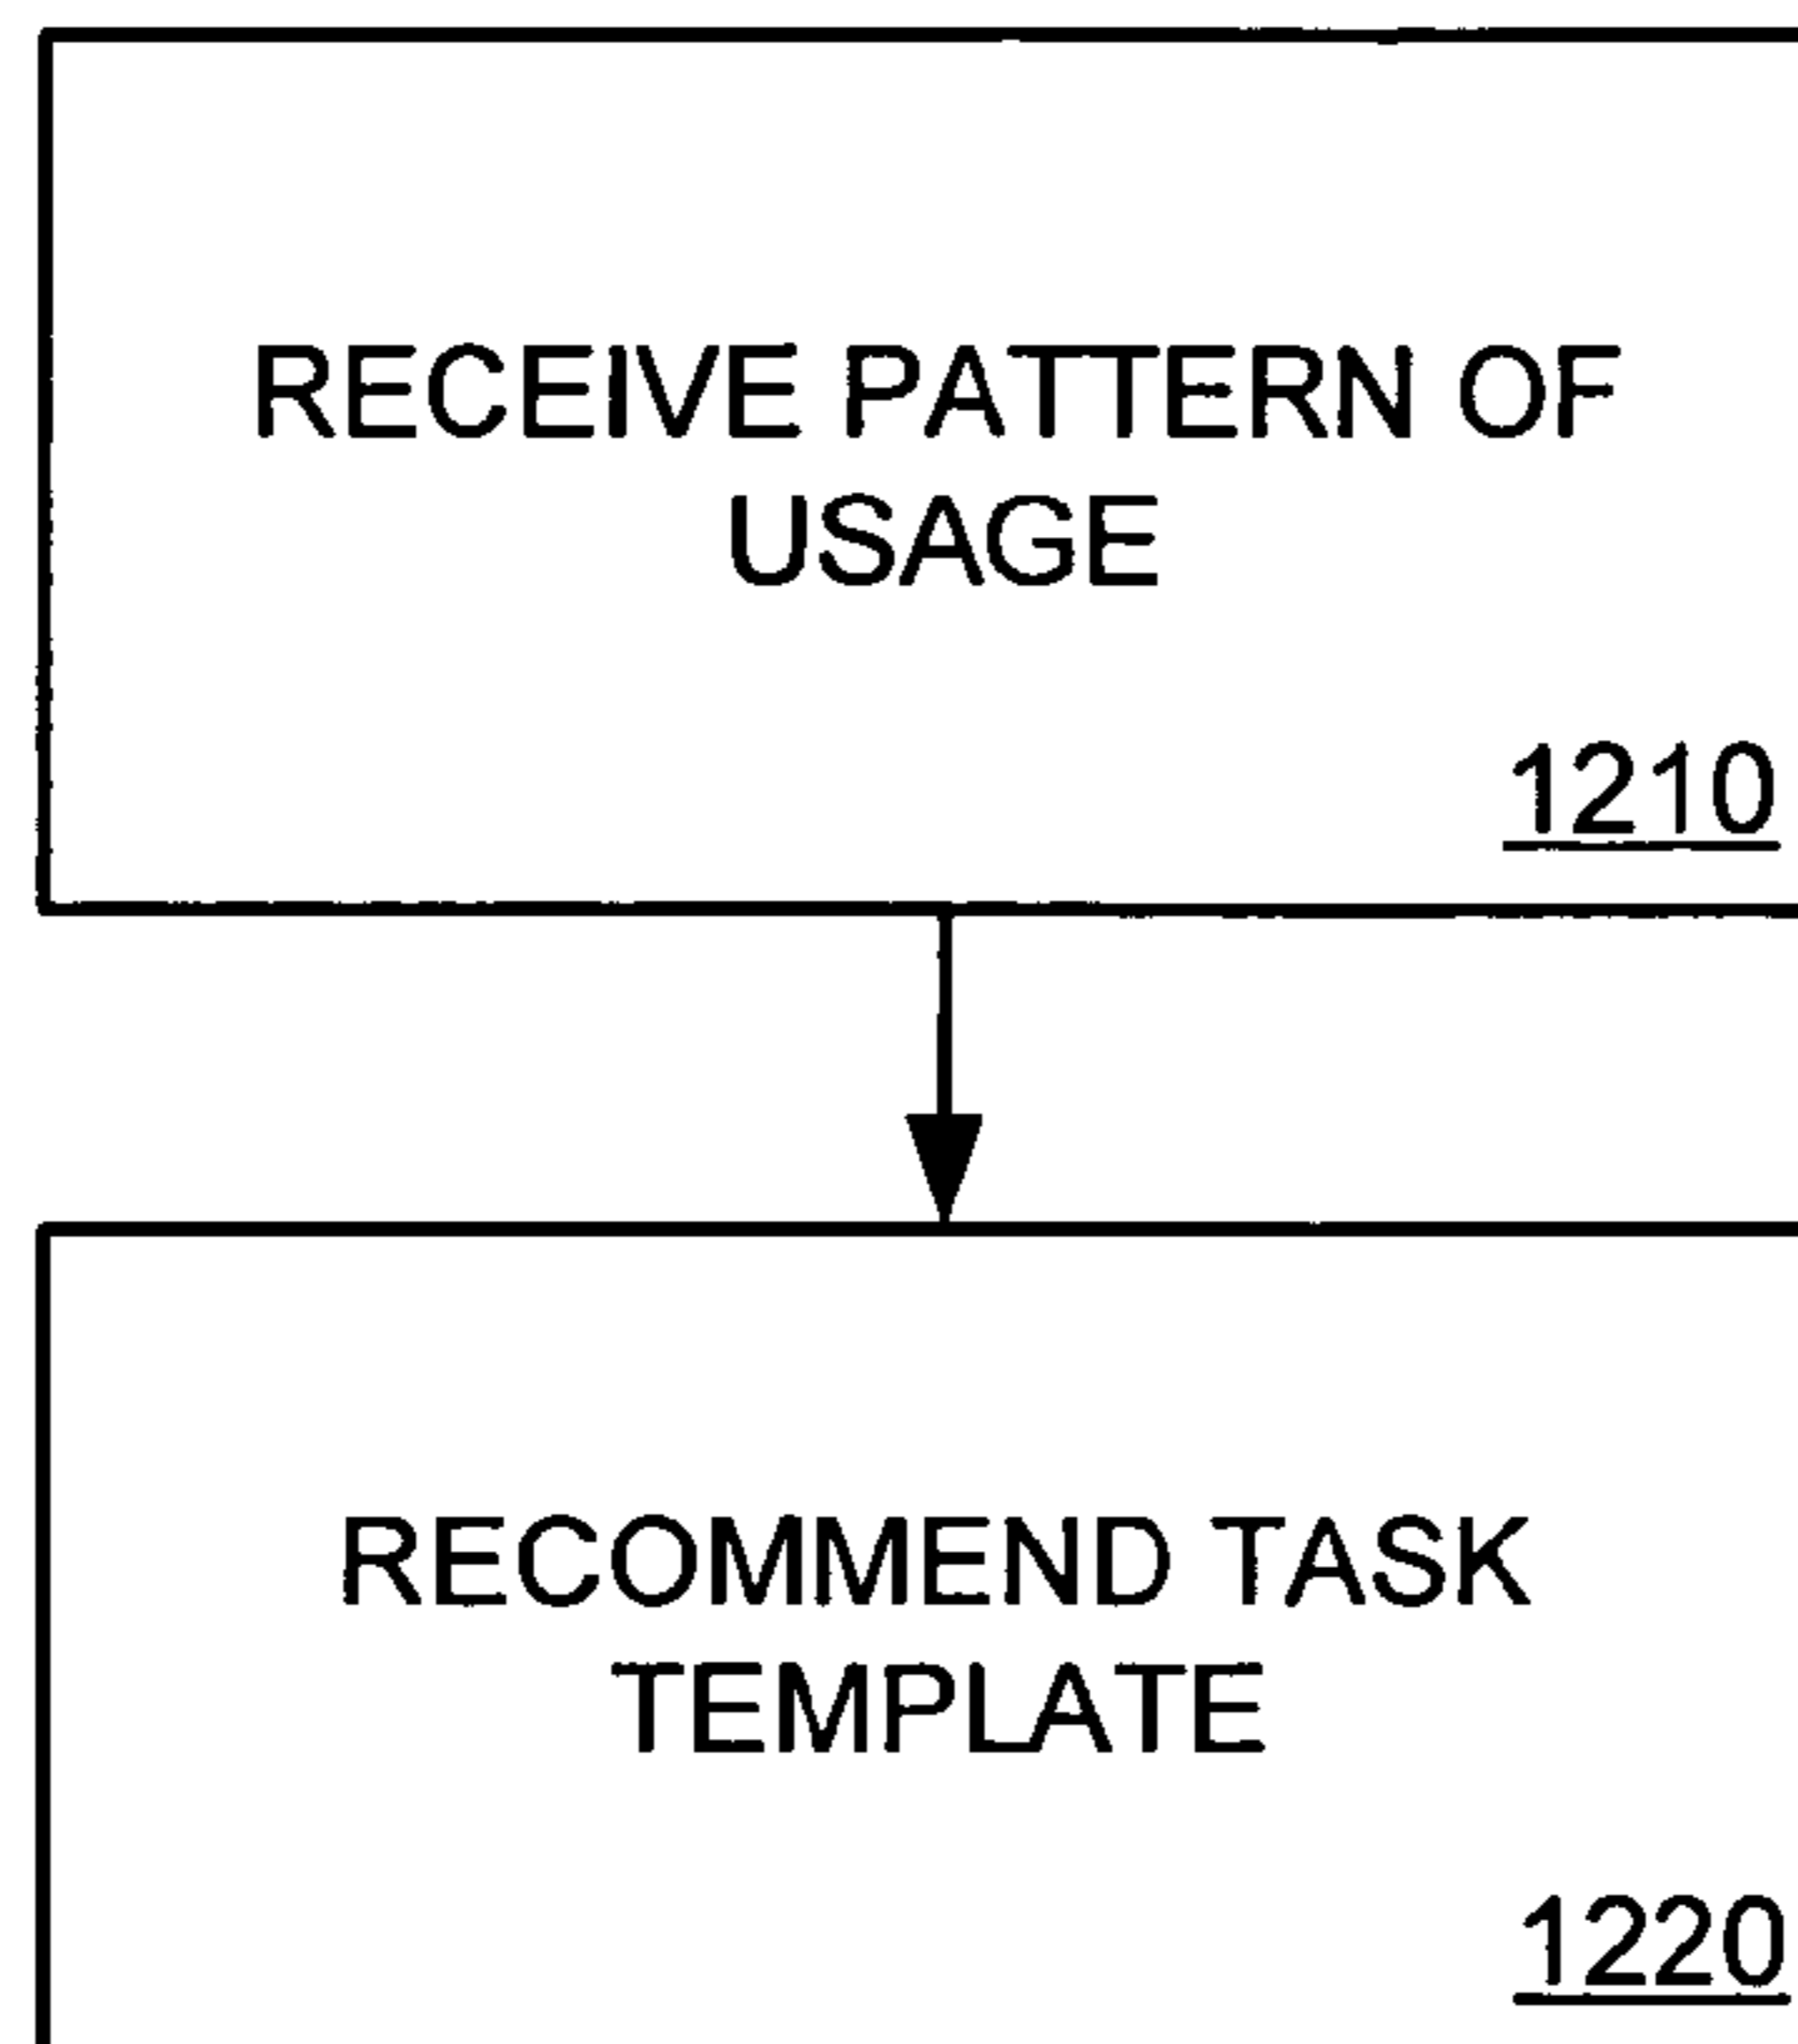 RECEIVE PATTERN OF
USAGE
1210
RECOMMEND TASK
TEMPLATE
1220